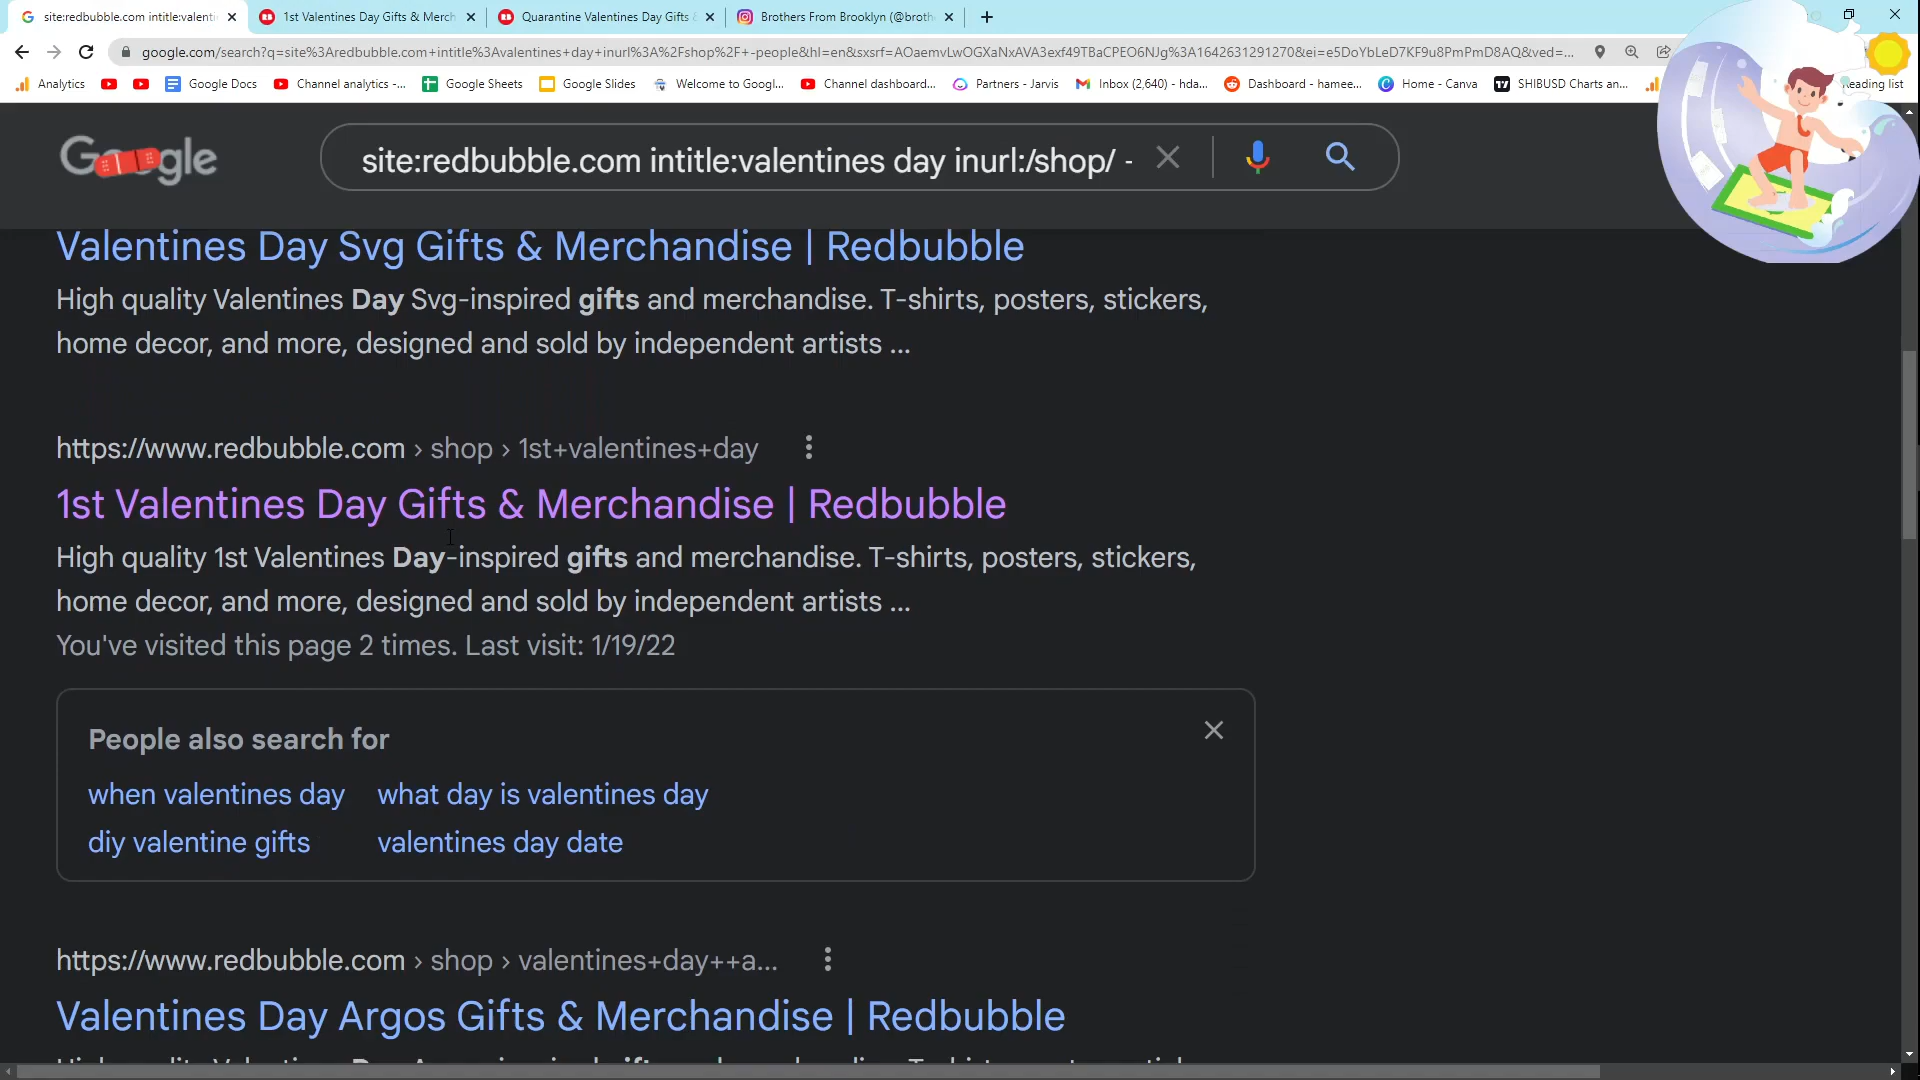 site:redbubble.com intitle:valenti
1st Valentines Day Gifts & Merch
Quarantine Valentines Day Gifts
Brothers From Brooklyn (@broth
google.com/search?q=site%3Aredbubble.com+intitle%3Avalentines+day+inurl%3A%2Fshop%2F+-people&hl=en&sxsrf=AOaemvLwOGXaNxAVA3exf49TBaCPEO6NJg%3A1642631291270&ei=e5DoYbLeD7KF9u8PmPmD8AQ&ved=...
Analytics
Google Docs
Channel analytics -...
Google Sheets
Google Slides
Welcome to Googl...
Channel dashboard...
Partners - Jarvis
Inbox (2,640) - hda...
Dashboard - hamee...
Home - Canva
SHIBUSD Charts an...
Reading list
Google
site:redbubble.com intitle:valentines day inurl:/shop/ -
Valentines Day Svg Gifts & Merchandise | Redbubble
High quality Valentines Day Svg-inspired gifts and merchandise. T-shirts, posters, stickers,
home decor, and more, designed and sold by independent artists ...
https://www.redbubble.com › shop › 1st+valentines+day
1st Valentines Day Gifts & Merchandise | Redbubble
High quality 1st Valentines Day-inspired gifts and merchandise. T-shirts, posters, stickers,
home decor, and more, designed and sold by independent artists ...
You've visited this page 2 times. Last visit: 1/19/22
People also search for
when valentines day
what day is valentines day
diy valentine gifts
valentines day date
https://www.redbubble.com › shop › valentines+day++a...
Valentines Day Argos Gifts & Merchandise | Redbubble